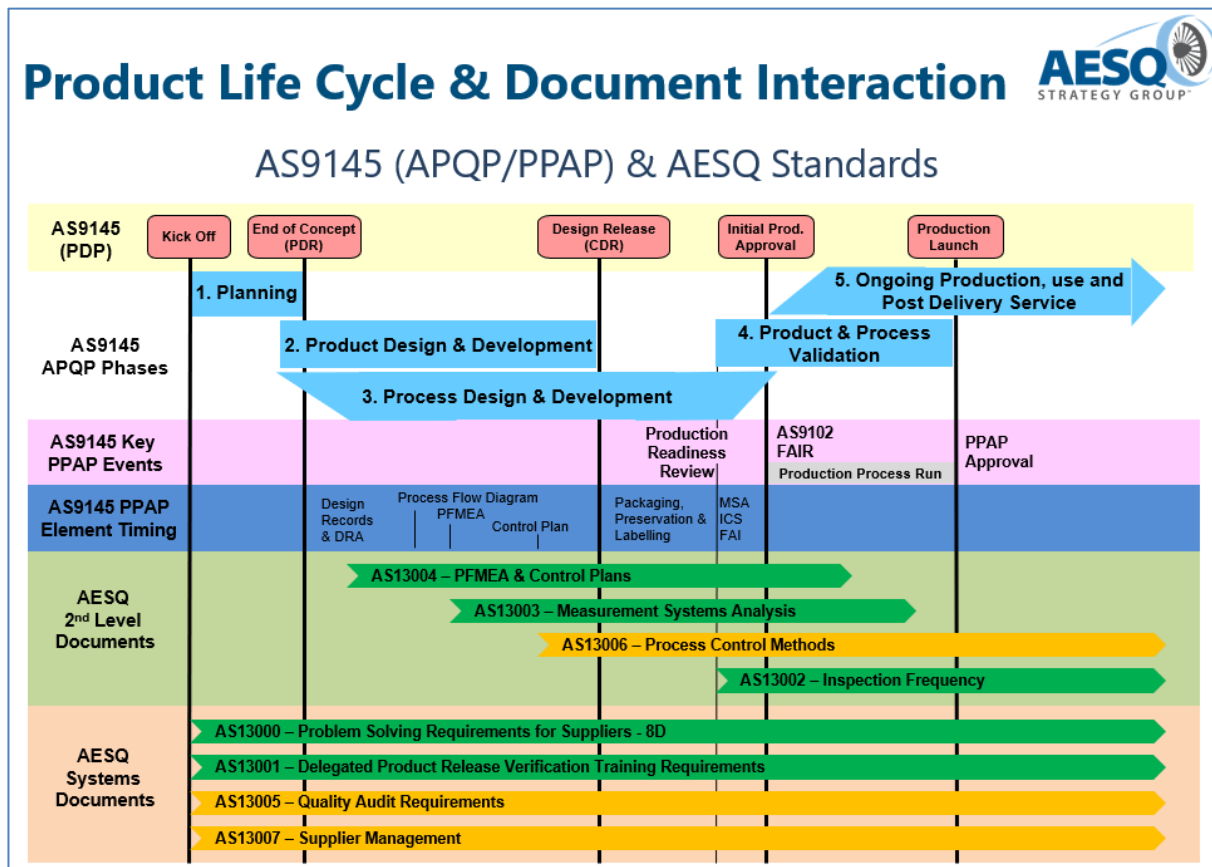 Product Life Cycle & Document Interaction
AESQ
STRATEGY GROUP™
AS9145 (APQP/PPAP) & AESQ Standards
AS9145
(PDP)
Kick Off
End of Concept
(PDR)
Design Release
(CDR)
Initial Prod.
Approval
Production
Launch
AS9145
APQP Phases
1. Planning
5. Ongoing Production, use and
Post Delivery Service
2. Product Design & Development
4. Product & Process
Validation
3. Process Design & Development
AS9145 Key
PPAP Events
Production
Readiness
Review
AS9102
FAIR
Production Process Run
PPAP
Approval
AS9145 PPAP
Element Timing
Design
Records
& DRA
Process Flow Diagram
PFMEA
Control Plan
Packaging,
Preservation &
Labelling
MSA
ICS
FAI
AESQ
2nd Level
Documents
AS13004 – PFMEA & Control Plans
AS13003 – Measurement Systems Analysis
AS13006 – Process Control Methods
AS13002 – Inspection Frequency
AESQ
Systems
Documents
AS13000 – Problem Solving Requirements for Suppliers - 8D
AS13001 – Delegated Product Release Verification Training Requirements
AS13005 – Quality Audit Requirements
AS13007 – Supplier Management